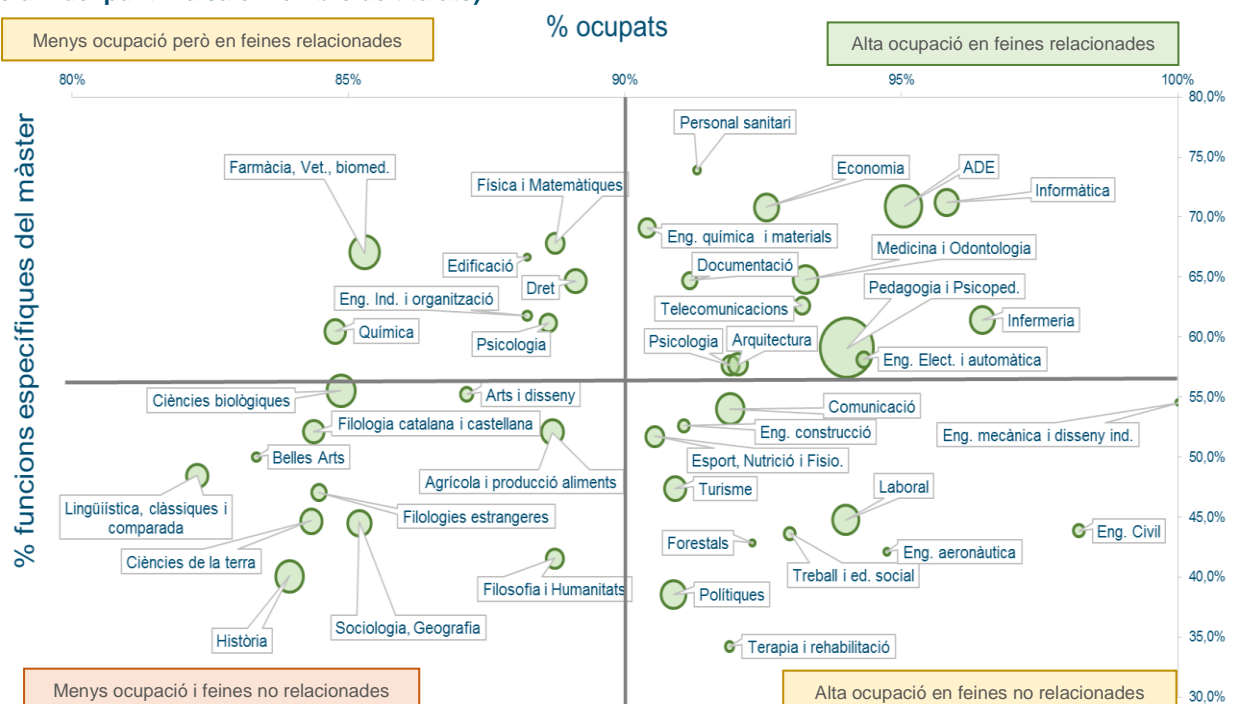 % ocupats
Menys ocupació però en feines relacionades
Alta ocupació en feines relacionades
80%
85%
90%
95%
100%
80,0%
75,0%
70,0%
65,0%
60,0%
55,0%
50,0%
45,0%
40,0%
35,0%
30,0%
% funcions específiques del màster
Personal sanitari
Farmàcia, Vet., biomed.
Física i Matemàtiques
Economia
ADE
Informàtica
Eng. química i materials
Medicina i Odontologia
Edificació
Documentació
Dret
Pedagogia i Psicoped.
Eng. Ind. i organització
Telecomunicacions
Infermeria
Química
Psicologia
Psicologia
Arquitectura
Eng. Elect. i automàtica
Ciències biològiques
Arts i disseny
Comunicació
Filologia catalana i castellana
Eng. construcció
Eng. mecànica i disseny ind.
Belles Arts
Esport, Nutrició i Fisio.
Agrícola i producció aliments
Turisme
Laboral
Lingüística, clàssiques i
comparada
Filologies estrangeres
Eng. Civil
Forestals
Eng. aeronàutica
Ciències de la terra
Treball i ed. social
Filosofia i Humanitats
Polítiques
Història
Sociologia, Geografia
Terapia i rehabilitació
Menys ocupació i feines no relacionades
Alta ocupació en feines no relacionades